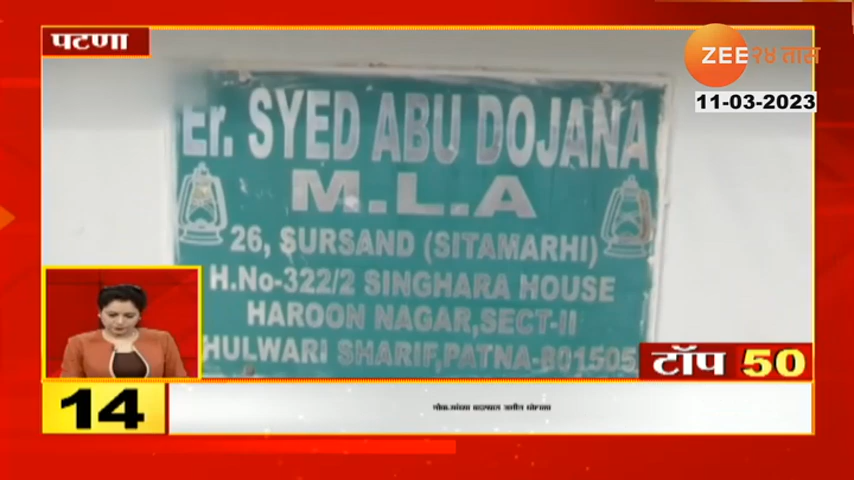 पटणा
ZEE २४ तास
11-03-2023
Er. SYED ABU DOJANA
M.L.A
26, SURSAND (SITAMARHI)
H.No-322/2 SINGHARA HOUSE
HAROON NAGAR,SECT-II
HULWARI SHARIF,PATNA-801505
टॉप 50
14